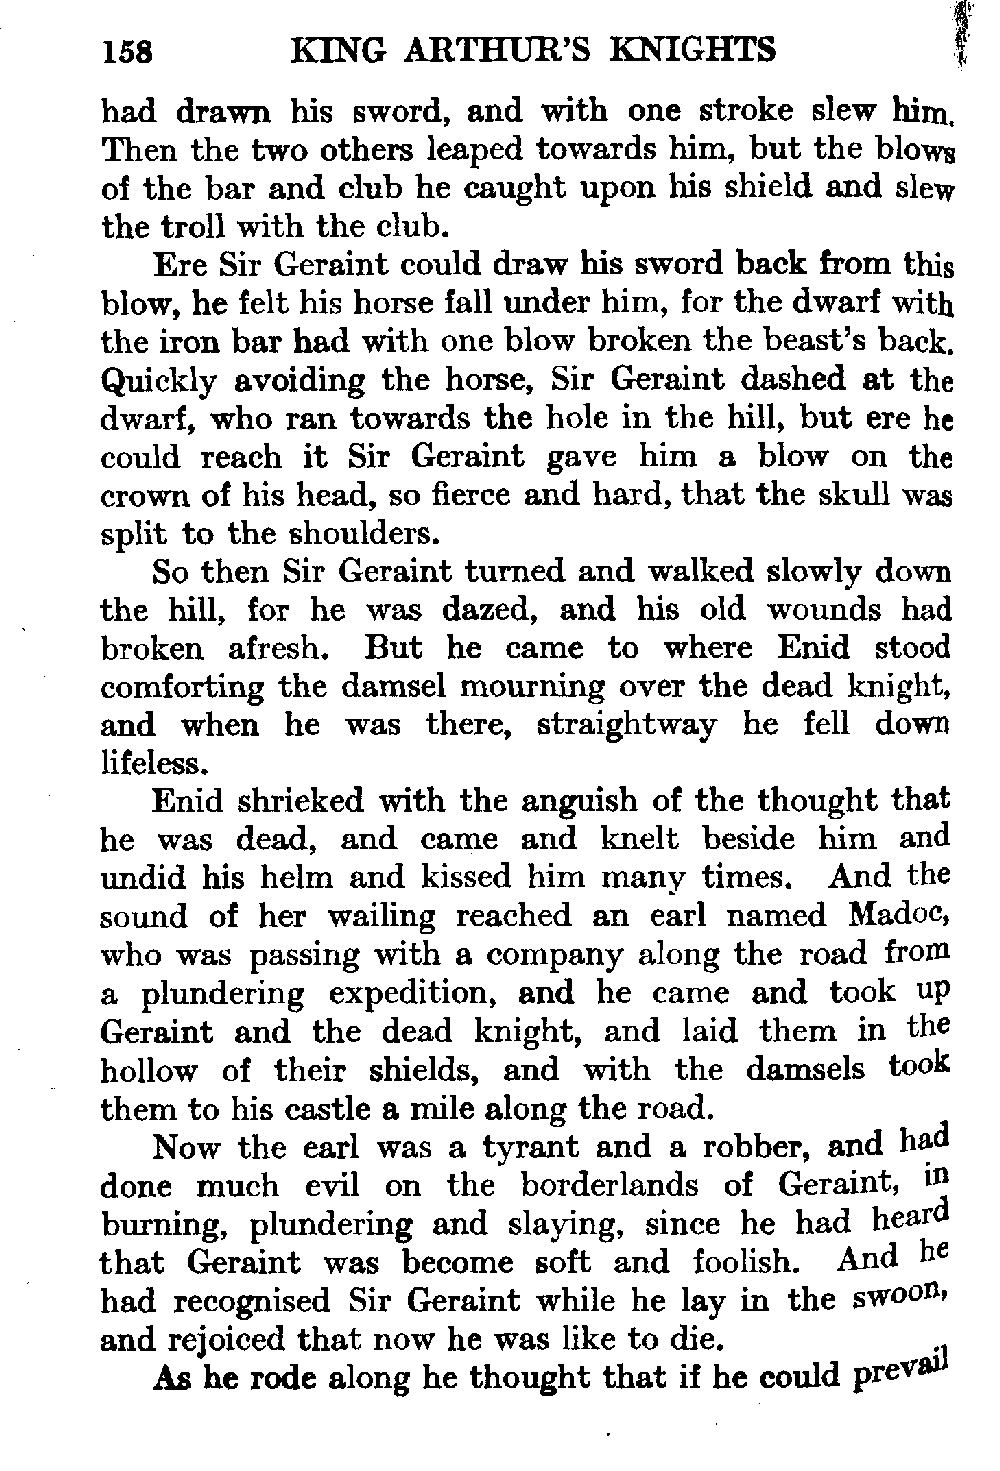 158 KING ARTHUR'S KNIGHTS
had drawn his sword, and with one stroke slew him.
Then the two others leaped towards him, but the blows
of the bar and club he caught upon his shield and slew
the troll with the club.
Ere Sir Geraint could draw his sword back from this
blow, he felt his horse fall under him, for the dwarf with
the iron bar had with one blow broken the beast's back.
Quickly avoiding the horse, Sir Geraint dashed at the
dwarf, who ran towards the hole in the hill, but ere he
could reach it Sir Geraint gave him a blow on the
crown of his head, so fierce and hard, that the skull was
split to the shoulders.
So then Sir Geraint turned and walked slowly down
the hill, for he was dazed, and his old wounds had
broken afresh. But he came to where Enid stood
comforting the damsel mourning over the dead knight,
and when he was there, straightway he fell down
lifeless.
Enid shrieked with the anguish of the thought that
he was dead, and came and knelt beside him and
undid his helm and kissed him many times. And the
sound of her wailing reached an earl named Madoc,
who was passing with a company along the road from
a plundering expedition, and he came and took up
Geraint and the dead knight, and laid them in the
hollow of their shields, and with the damsels took
them to his castle a mile along the road.
Now the earl was a tyrant and a robber, and had
done much evil on the borderlands of Geraint, in
burning, plundering and slaying, since he had heard
that Geraint was become soft and foolish. And he
had recognised Sir Geraint while he lay in the swoon,
and rejoiced that now he was like to die.
As he rode along he thought that if he could prevail